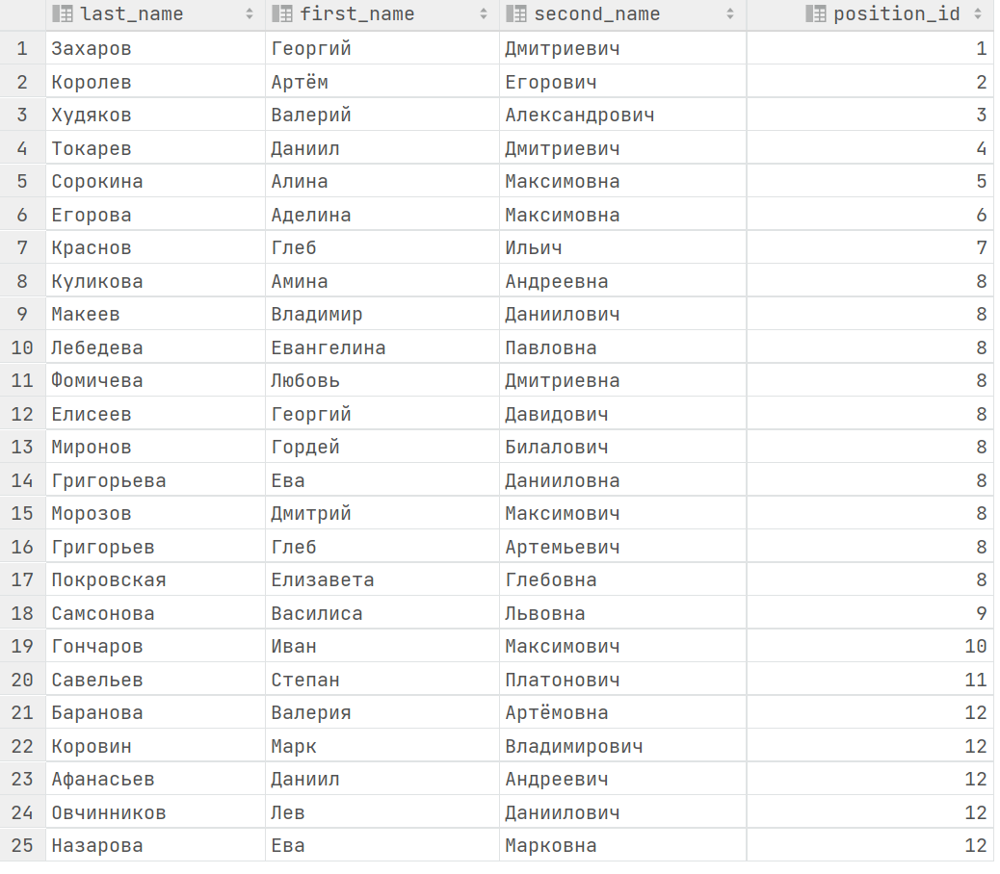 last_name first_name second_name position_id
1 Захаров Георгий Дмитриевич 1
2 Королев Артём Егорович 2
3 Худяков Валерий Александрович 3
4 Токарев Даниил Дмитриевич 4
5 Сорокина Алина Максимовна 5
6 Егорова Аделина Максимовна 6
7 Краснов Глеб Ильич 7
8 Куликова Амина Андреевна 8
9 Макеев Владимир Даниилович 8
10 Лебедева Евангелина Павловна 8
11 Фомичева Любовь Дмитриевна 8
12 Елисеев Георгий Давидович 8
13 Миронов Гордей Билалович 8
14 Григорьева Ева Данииловна 8
15 Морозов Дмитрий Максимович 8
16 Григорьев Глеб Артемьевич 8
17 Покровская Елизавета Глебовна 8
18 Самсонова Василиса Львовна 9
19 Гончаров Иван Максимович 10
20 Савельев Степан Платонович 11
21 Баранова Валерия Артёмовна 12
22 Коровин Марк Владимирович 12
23 Афанасьев Даниил Андреевич 12
24 Овчинников Лев Даниилович 12
25 Назарова Ева Марковна 12